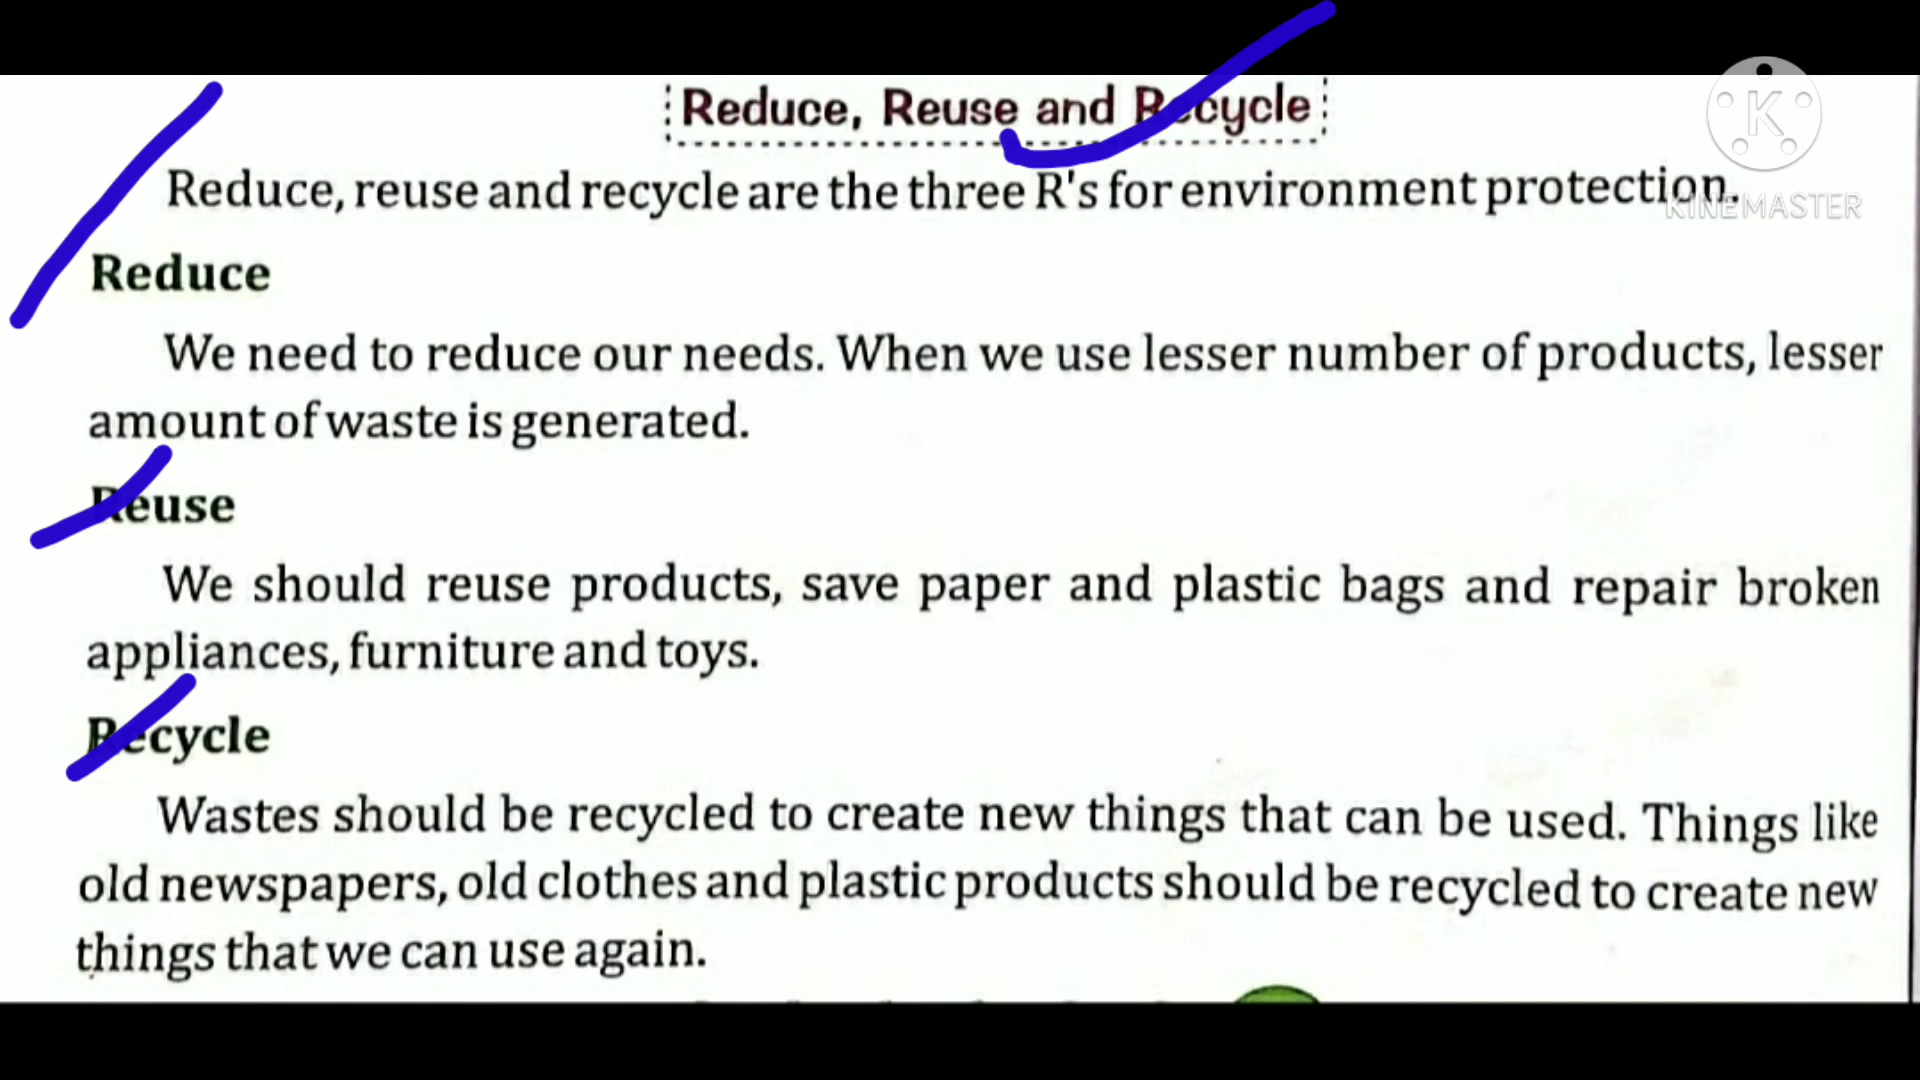 Reduce, Reuse and Recycle
K
Reduce, reuse and recycle are the three R's for environment protection.
KINEMASTER
Reduce
We need to reduce our needs. When we use lesser number of products, lesser
amount of waste is generated.
Reuse
We should reuse products, save paper and plastic bags and repair broken
appliances, furniture and toys.
Recycle
Wastes should be recycled to create new things that can be used. Things like
old newspapers, old clothes and plastic products should be recycled to create new
things that we can use again.